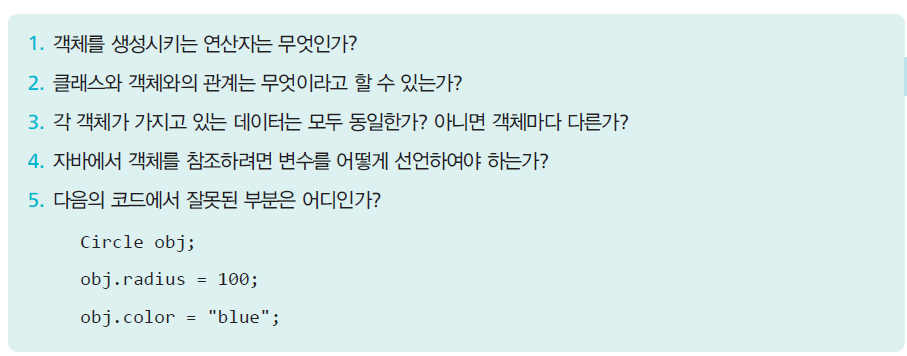 1. 객체를 생성시키는 연산자는 무엇인가?
2. 클래스와 객체와의 관계는 무엇이라고 할 수 있는가?
3. 각 객체가 가지고 있는 데이터는 모두 동일한가? 아니면 객체마다 다른가?
4. 자바에서 객체를 참조하려면 변수를 어떻게 선언하여야 하는가?
5. 다음의 코드에서 잘못된 부분은 어디인가?
Circle obj;
obj.radius = 100;
obj.color = "blue";